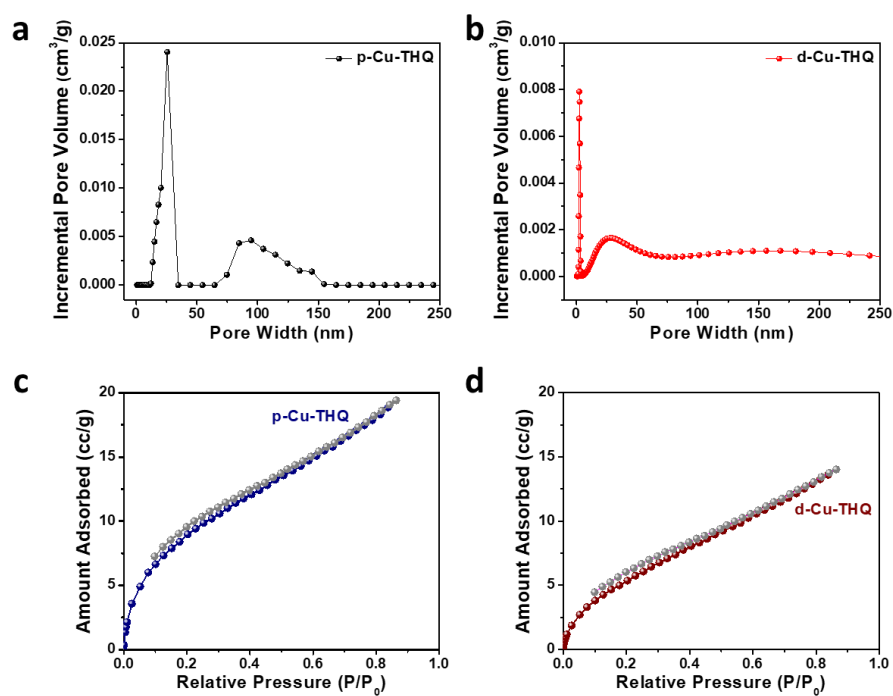 a
0.025
0.020
0.015
0.010
0.005
0.000
Incremental Pore Volume (cm³/g)
p-Cu-THQ
0 50 100 150 200 250
Pore Width (nm)
b
0.010
0.008
0.006
0.004
0.002
0.000
Incremental Pore Volume (cm³/g)
d-Cu-THQ
0 50 100 150 200 250
Pore Width (nm)
c
20
15
10
5
0
Amount Adsorbed (cc/g)
p-Cu-THQ
0.0 0.2 0.4 0.6 0.8 1.0
Relative Pressure (P/P₀)
d
20
15
10
5
0
Amount Adsorbed (cc/g)
d-Cu-THQ
0.0 0.2 0.4 0.6 0.8 1.0
Relative Pressure (P/P₀)